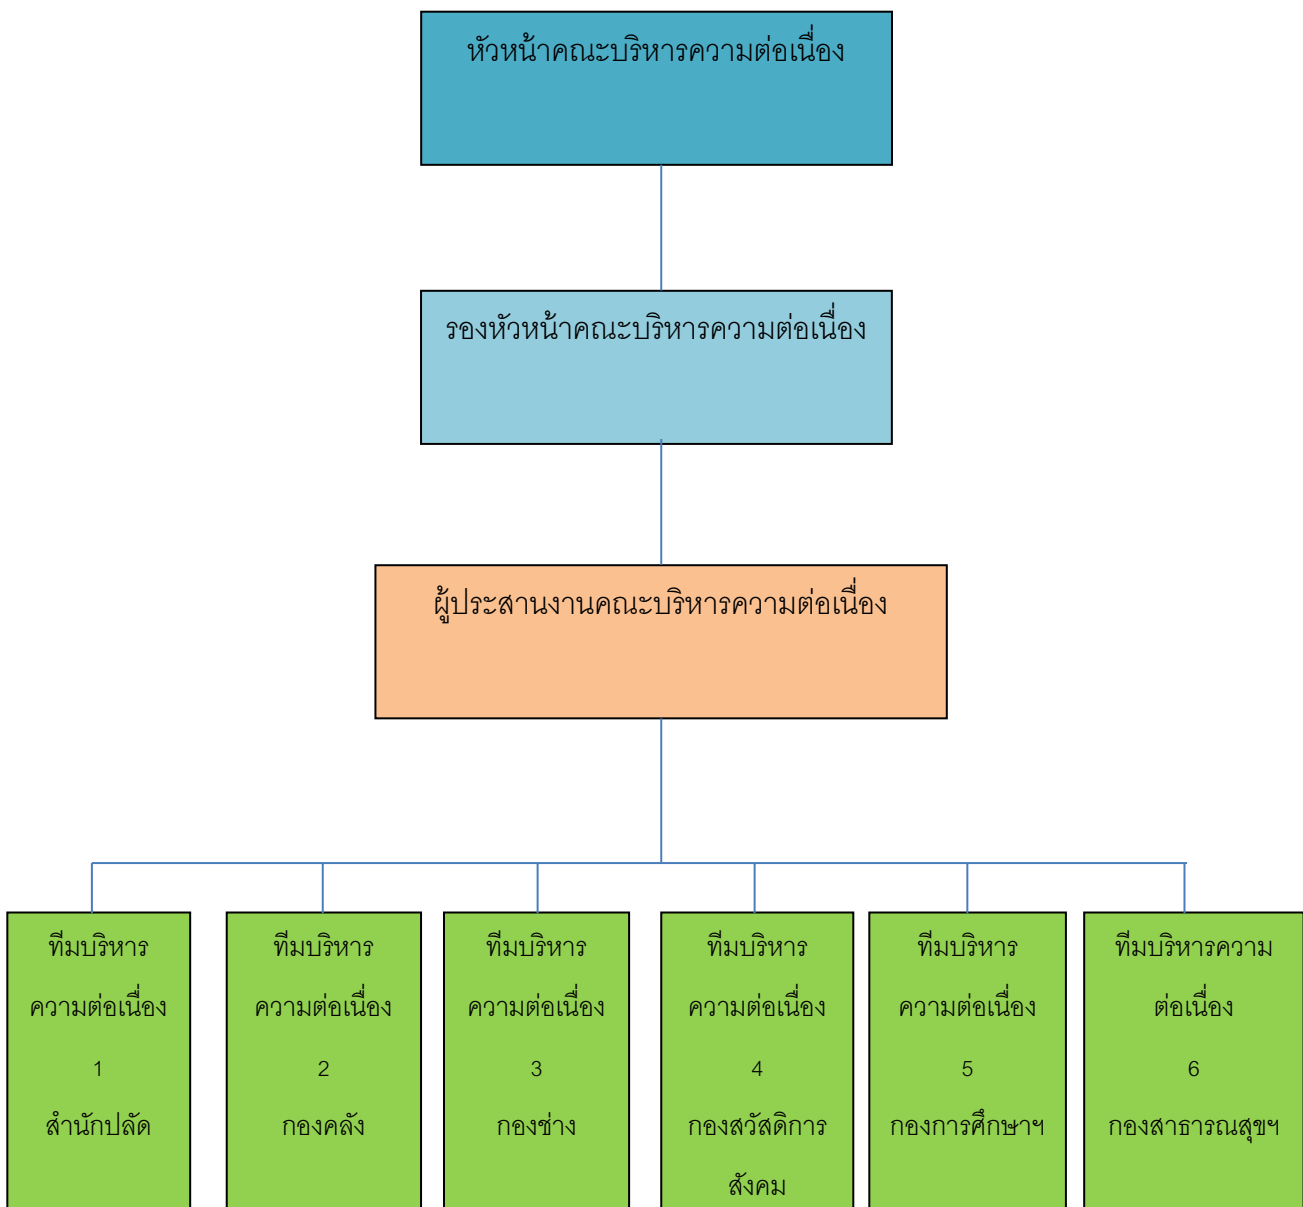 หัวหน้าคณะบริหารความต่อเนื่อง
รองหัวหน้าคณะบริหารความต่อเนื่อง
ผู้ประสานงานคณะบริหารความต่อเนื่อง
ทีมบริหาร
ความต่อเนื่อง
1
สำนักปลัด
ทีมบริหาร
ความต่อเนื่อง
2
กองคลัง
ทีมบริหาร
ความต่อเนื่อง
3
กองช่าง
ทีมบริหาร
ความต่อเนื่อง
4
กองสวัสดิการ
สังคม
ทีมบริหาร
ความต่อเนื่อง
5
กองการศึกษาฯ
ทีมบริหารความ
ต่อเนื่อง
6
กองสาธารณสุขฯ